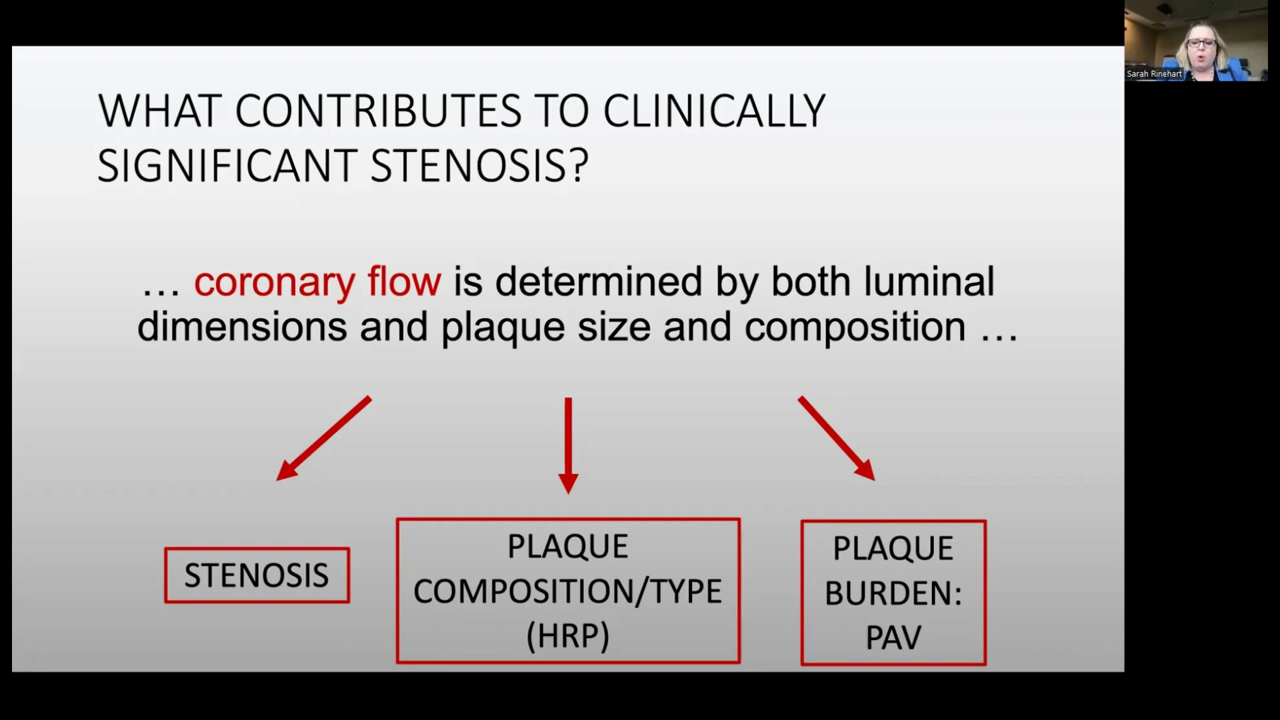 WHAT CONTRIBUTES TO CLINICALLY
SIGNIFICANT STENOSIS?
… coronary flow is determined by both luminal
dimensions and plaque size and composition …
STENOSIS
PLAQUE
COMPOSITION/TYPE
(HRP)
PLAQUE
BURDEN:
PAV
Sarah Rinehart